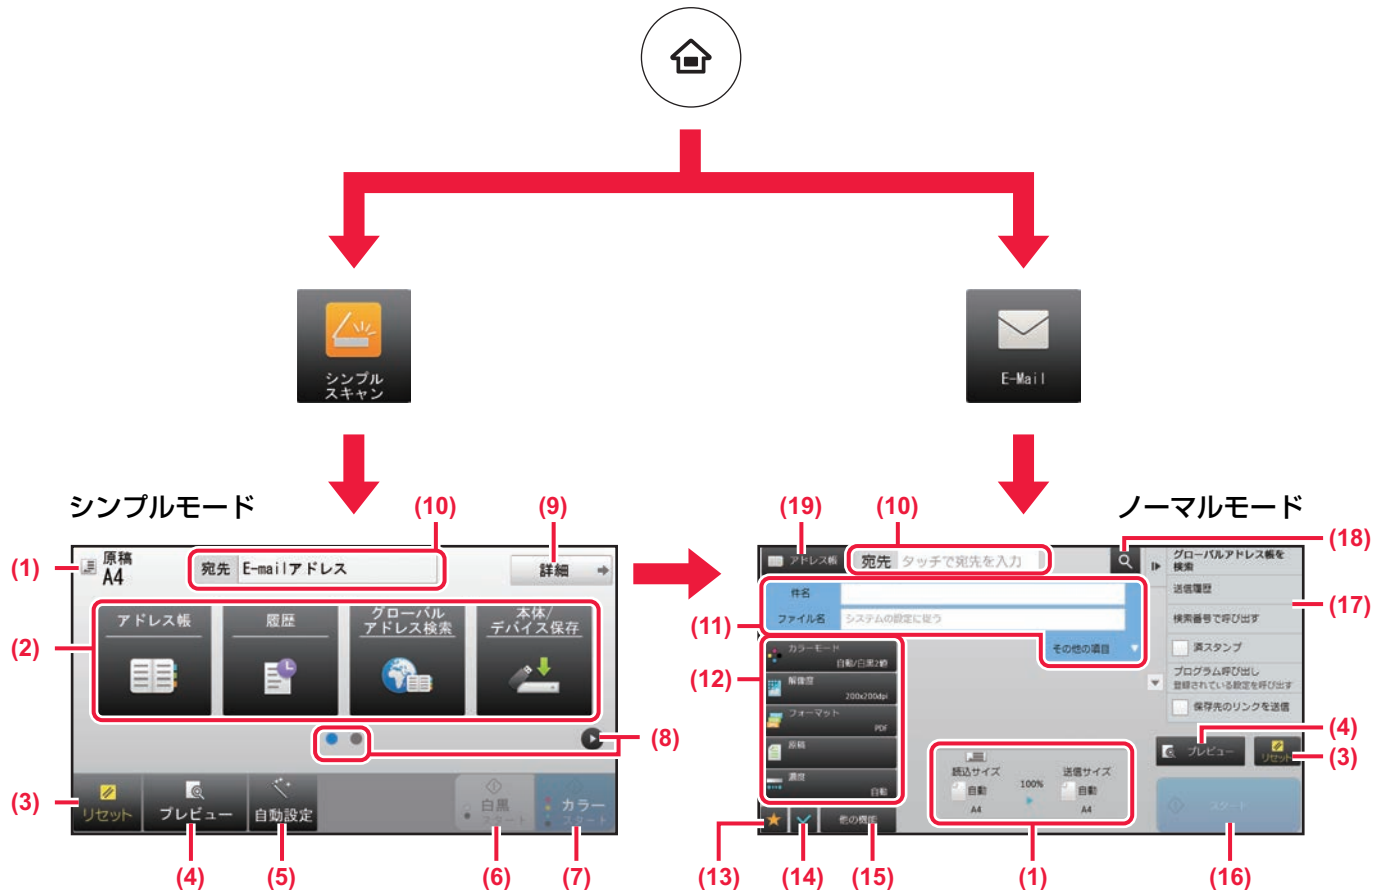 シンプル
スキャン
E-Mail
シンプルモード
ノーマルモード
(10)
(9)
(19)
(10)
(18)
(1)
原稿
A4
宛先 E-mailアドレス
詳細
アドレス帳
宛先 タッチで宛先を入力
グローバルアドレス帳を
検索
送信履歴
(17)
検索番号で呼び出す
済スタンプ
プログラム呼び出し
登録されている設定を呼び出す
保存先のリンクを送信
(2)
アドレス帳
履歴
グローバル
アドレス検索
本体/
デバイス保存
(8)
(11)
件名
ファイル名 システムの設定に従う
その他の項目
(12)
カラーモード
自動/白黒2値
解像度
200x200dpi
フォーマット
PDF
原稿
濃度
自動
読込サイズ
自動
A4
100%
送信サイズ
自動
A4
(4)
プレビュー
リセット
(3)
(3)
リセット
プレビュー
自動設定
白黒
スタート
カラー
スタート
他の機能
スタート
(4)
(5)
(6)
(7)
(13)
(14)
(15)
(1)
(16)